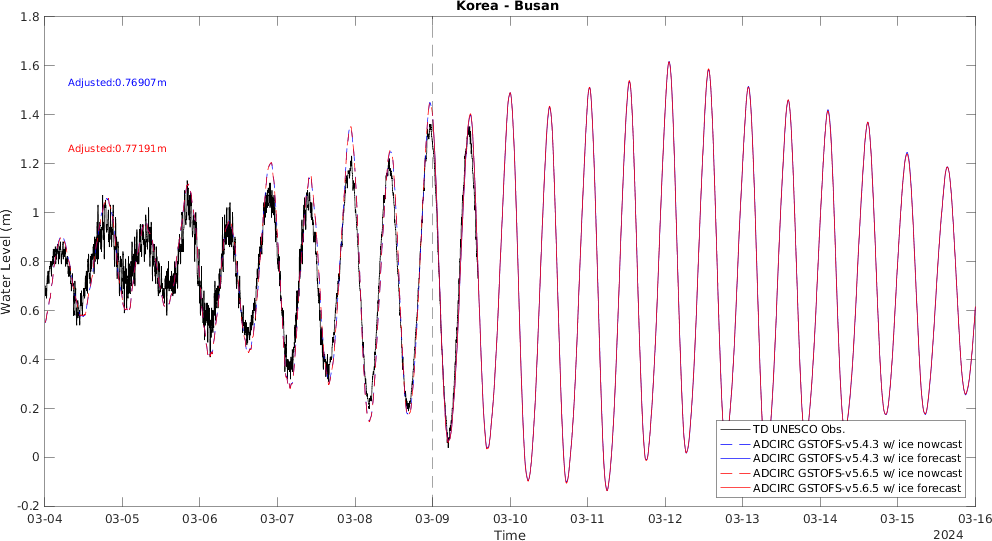 Korea - Busan
1.8
1.6
1.4
1.2
1
0.8
0.6
0.4
0.2
0
-0.2
Water Level (m)
Adjusted:0.76907m
Adjusted:0.77191m
TD UNESCO Obs.
ADCIRC GSTOFS-v5.4.3 w/ ice nowcast
ADCIRC GSTOFS-v5.4.3 w/ ice forecast
ADCIRC GSTOFS-v5.6.5 w/ ice nowcast
ADCIRC GSTOFS-v5.6.5 w/ ice forecast
03-04 03-05 03-06 03-07 03-08 03-09 03-10 03-11 03-12 03-13 03-14 03-15 03-16
Time
2024